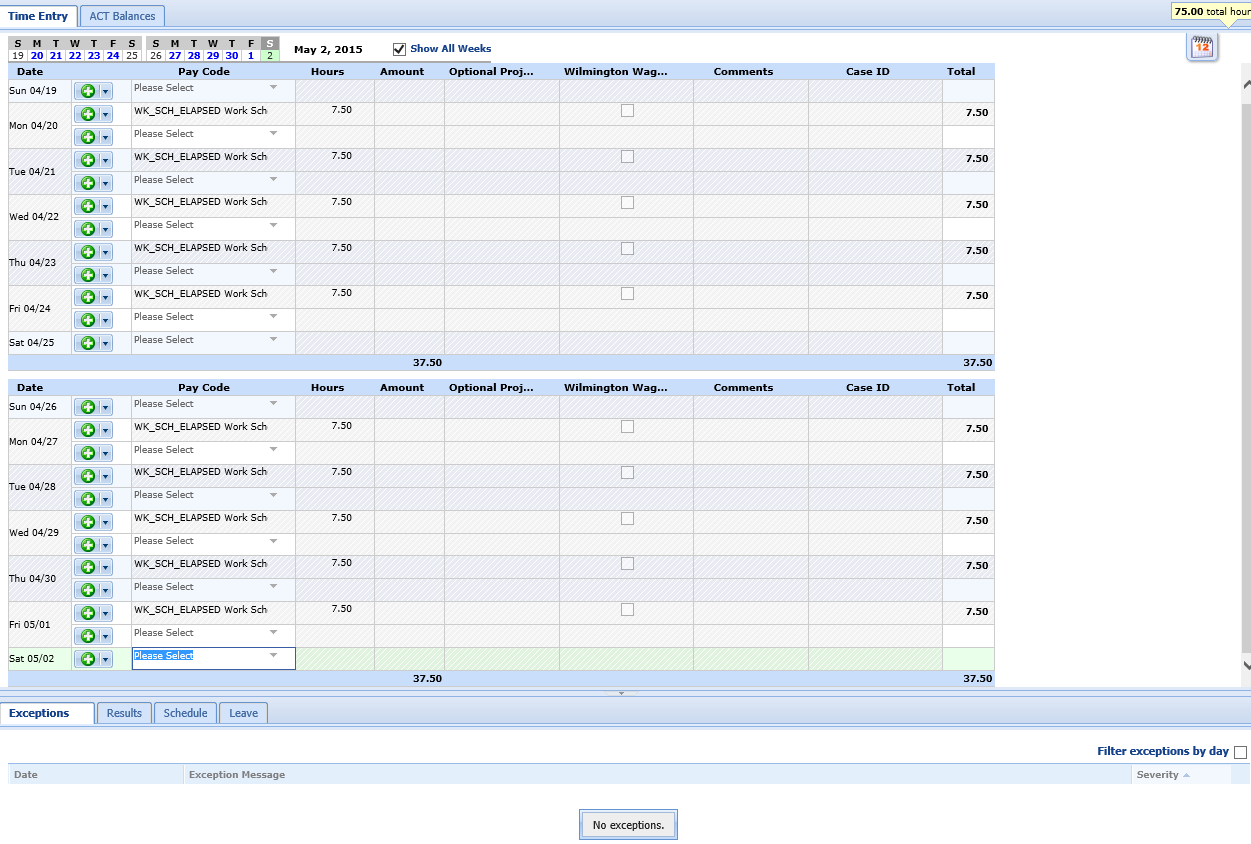 Time Entry ACT Balances
75.00 total hour
S M T W T F S S M T W T F S
19 20 21 22 23 24 25 26 27 28 29 30 1 2
May 2, 2015 Show All Weeks
12
Date Pay Code Hours Amount Optional Proj... Wilmington Wag... Comments Case ID Total
Sun 04/19 Please Select
Mon 04/20 WK_SCH_ELAPSED Work Sch 7.50 7.50
Please Select
Tue 04/21 WK_SCH_ELAPSED Work Sch 7.50 7.50
Please Select
Wed 04/22 WK_SCH_ELAPSED Work Sch 7.50 7.50
Please Select
Thu 04/23 WK_SCH_ELAPSED Work Sch 7.50 7.50
Please Select
Fri 04/24 WK_SCH_ELAPSED Work Sch 7.50 7.50
Please Select
Sat 04/25 Please Select
37.50 37.50
Date Pay Code Hours Amount Optional Proj... Wilmington Wag... Comments Case ID Total
Sun 04/26 Please Select
Mon 04/27 WK_SCH_ELAPSED Work Sch 7.50 7.50
Please Select
Tue 04/28 WK_SCH_ELAPSED Work Sch 7.50 7.50
Please Select
Wed 04/29 WK_SCH_ELAPSED Work Sch 7.50 7.50
Please Select
Thu 04/30 WK_SCH_ELAPSED Work Sch 7.50 7.50
Please Select
Fri 05/01 WK_SCH_ELAPSED Work Sch 7.50 7.50
Please Select
Sat 05/02 Please Select
37.50 37.50
Exceptions Results Schedule Leave
Filter exceptions by day
Date Exception Message Severity
No exceptions.